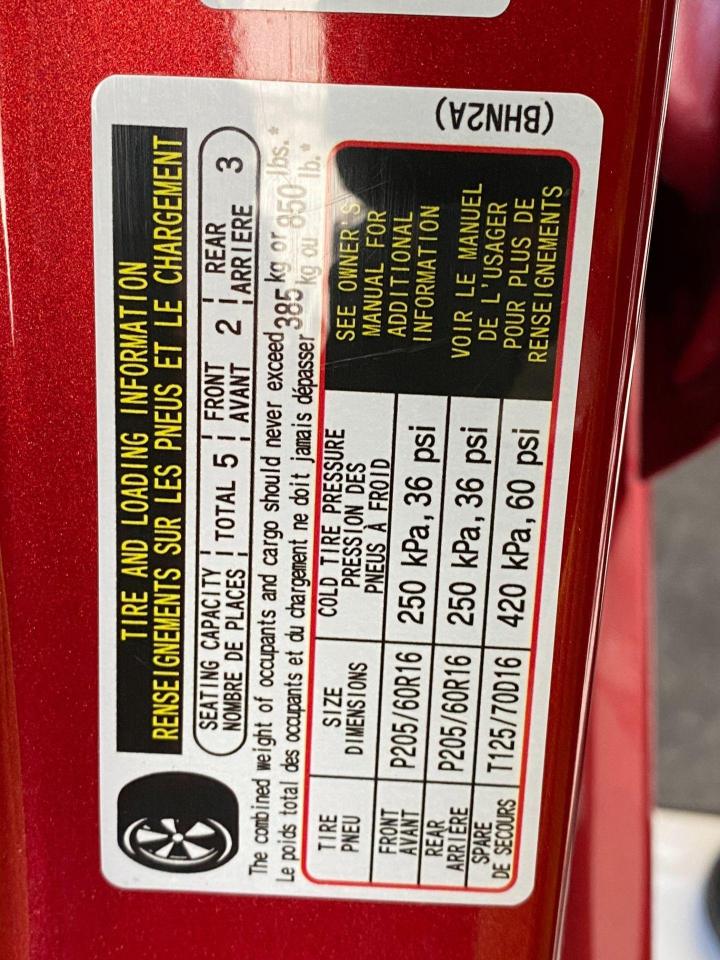 TIRE AND LOADING INFORMATION
RENSEIGNEMENTS SUR LES PNEUS ET LE CHARGEMENT
SEATING CAPACITY TOTAL 5 FRONT 2 REAR 3
NOMBRE DE PLACES AVANT ARRIERE
The combined weight of occupants and cargo should never exceed 385 kg or 850 lbs.*
Le poids total des occupants et du chargement ne doit jamais dépasser kg ou lb.*
TIRE SIZE COLD TIRE PRESSURE
PNEU DIMENSIONS PRESSION DES
PNEUS À FROID
FRONT P205/60R16 250 kPa, 36 psi
AVANT
REAR P205/60R16 250 kPa, 36 psi
ARRIÈRE
SPARE T125/70D16 420 kPa, 60 psi
DE SECOURS
SEE OWNER'S
MANUAL FOR
ADDITIONAL
INFORMATION
VOIR LE MANUEL
DE L'USAGER
POUR PLUS DE
RENSEIGNEMENTS
(BHN2A)